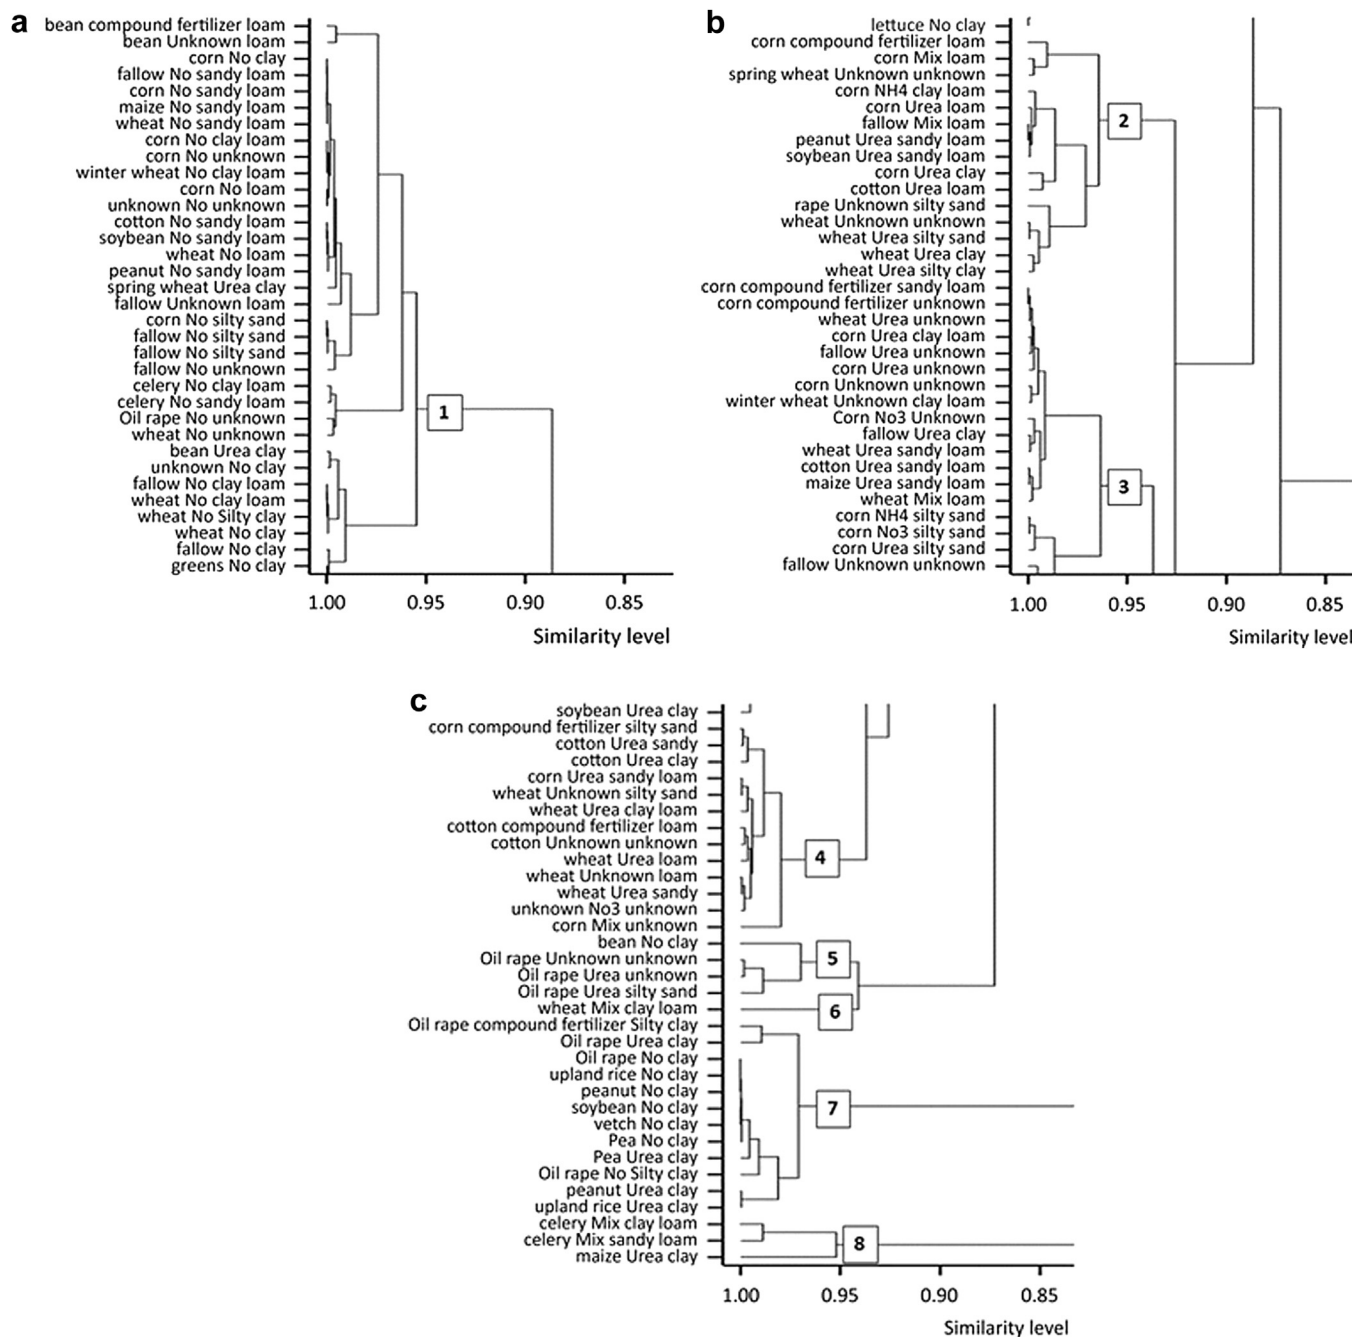 a
bean compound fertilizer loam
bean Unknown loam
corn No clay
fallow No sandy loam
corn No sandy loam
maize No sandy loam
wheat No sandy loam
corn No clay loam
corn No unknown
winter wheat No clay loam
corn No loam
unknown No unknown
cotton No sandy loam
soybean No sandy loam
wheat No loam
peanut No sandy loam
spring wheat Urea clay
fallow Unknown loam
corn No silty sand
fallow No silty sand
fallow No silty sand
fallow No unknown
celery No clay loam
celery No sandy loam
Oil rape No unknown
wheat No unknown
bean Urea clay
unknown No clay
fallow No clay loam
wheat No clay loam
wheat No Silty clay
wheat No clay
fallow No clay
greens No clay
1
1.00 0.95 0.90 0.85
Similarity level
b
lettuce No clay
corn compound fertilizer loam
corn Mix loam
spring wheat Unknown unknown
corn NH4 clay loam
corn Urea loam
fallow Mix loam
peanut Urea sandy loam
soybean Urea sandy loam
corn Urea clay
cotton Urea loam
rape Unknown silty sand
wheat Unknown unknown
wheat Urea silty sand
wheat Urea clay
wheat Urea silty clay
corn compound fertilizer sandy loam
corn compound fertilizer unknown
wheat Urea unknown
corn Urea clay loam
fallow Urea unknown
corn Urea unknown
corn Unknown unknown
winter wheat Unknown clay loam
Corn No3 Unknown
fallow Urea clay
wheat Urea sandy loam
cotton Urea sandy loam
maize Urea sandy loam
wheat Mix loam
corn NH4 silty sand
corn No3 silty sand
corn Urea silty sand
fallow Unknown unknown
2
3
1.00 0.95 0.90 0.85
Similarity level
c
soybean Urea clay
corn compound fertilizer silty sand
cotton Urea sandy
cotton Urea clay
corn Urea sandy loam
wheat Unknown silty sand
wheat Urea clay loam
cotton compound fertilizer loam
cotton Unknown unknown
wheat Urea loam
wheat Unknown loam
wheat Urea sandy
unknown No3 unknown
corn Mix unknown
bean No clay
Oil rape Unknown unknown
Oil rape Urea unknown
Oil rape Urea silty sand
wheat Mix clay loam
Oil rape compound fertilizer Silty clay
Oil rape Urea clay
Oil rape No clay
upland rice No clay
peanut No clay
soybean No clay
vetch No clay
Pea No clay
Pea Urea clay
Oil rape No Silty clay
peanut Urea clay
upland rice Urea clay
celery Mix clay loam
celery Mix sandy loam
maize Urea clay
4
5
6
7
8
1.00 0.95 0.90 0.85
Similarity level